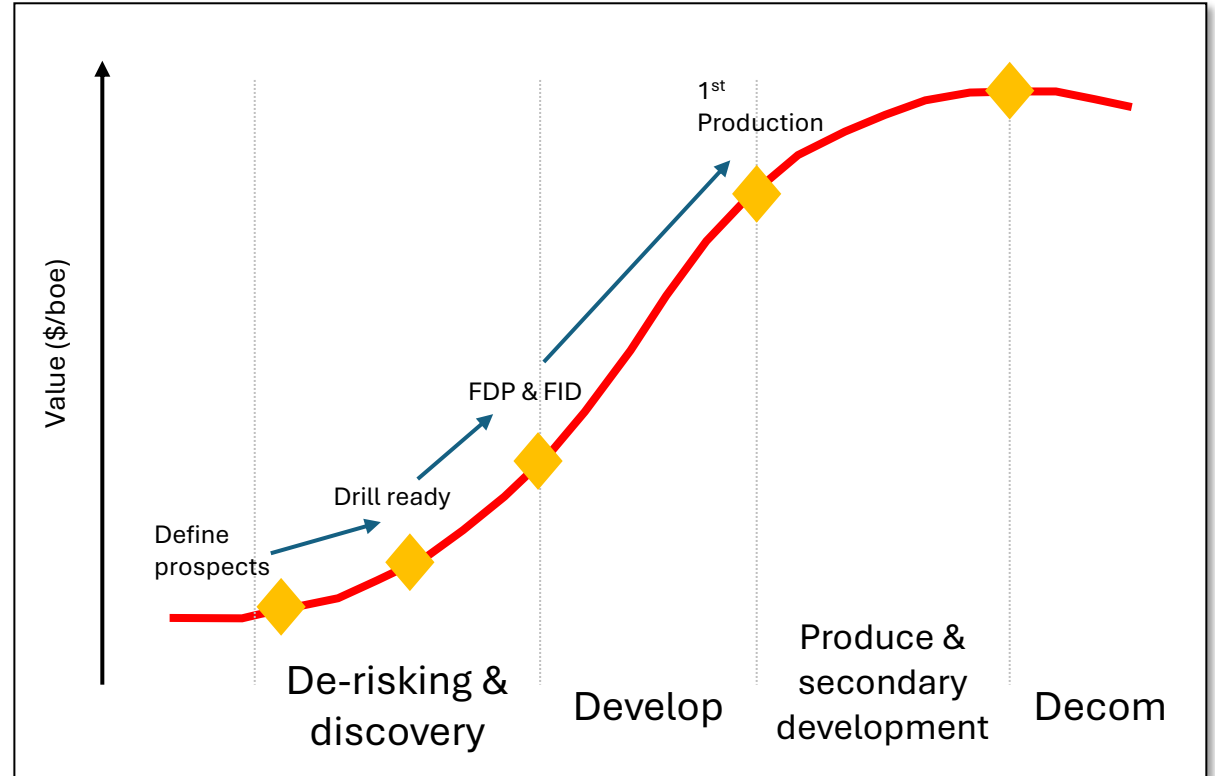 1st
Production
Value ($/boe)
FDP & FID
Drill ready
Define
prospects
De-risking &
discovery
Develop
Produce &
secondary
development
Decom